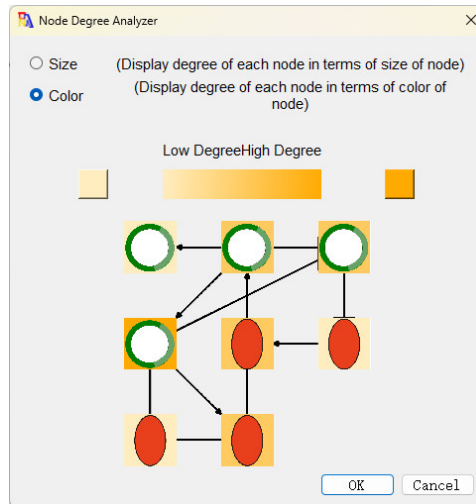 Node Degree Analyzer
Size (Display degree of each node in terms of size of node)
Color (Display degree of each node in terms of color of
node)
Low DegreeHigh Degree
OK Cancel